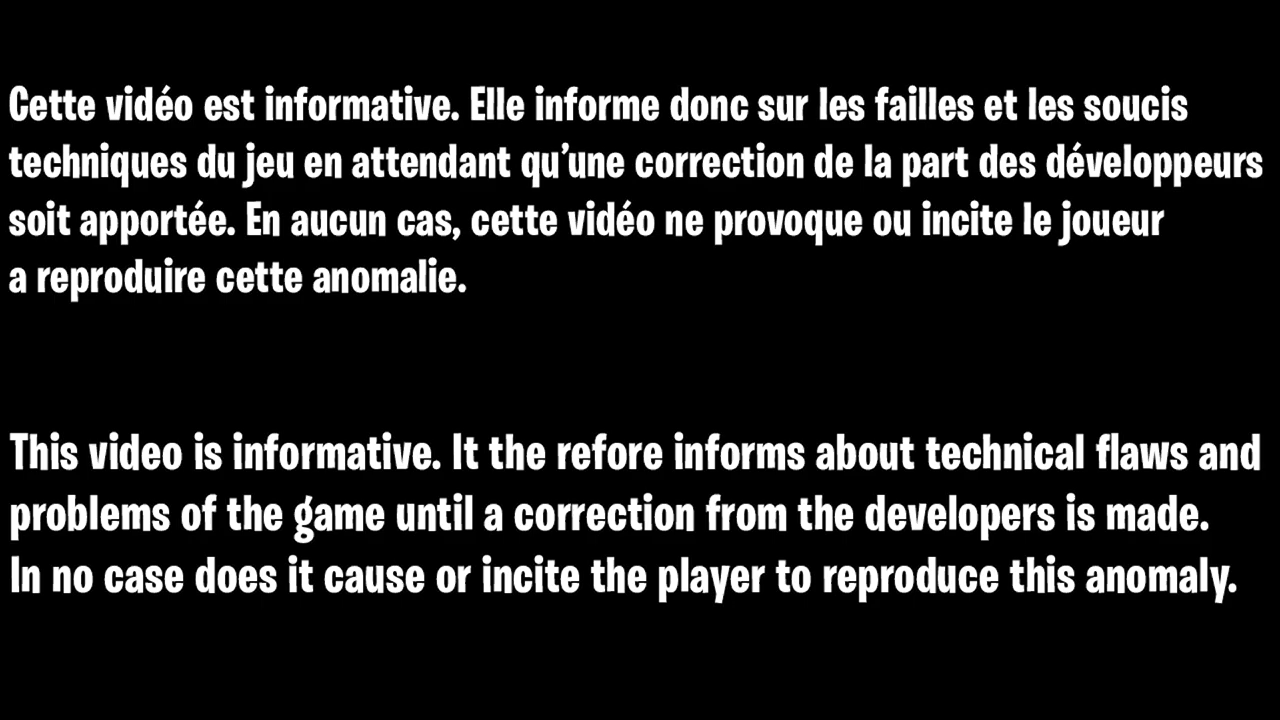 Cette vidéo est informative. Elle informe donc sur les failles et les soucis
techniques du jeu en attendant qu’une correction de la part des développeurs
soit apportée. En aucun cas, cette vidéo ne provoque ou incite le joueur
a reproduire cette anomalie.
This video is informative. It the refore informs about technical flaws and
problems of the game until a correction from the developers is made.
In no case does it cause or incite the player to reproduce this anomaly.